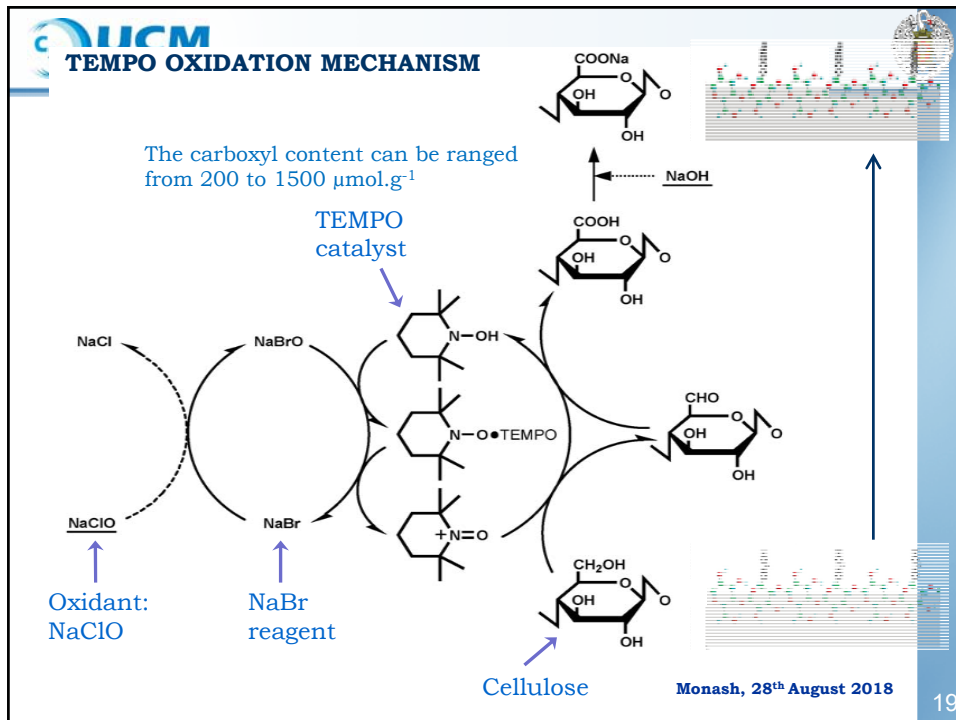 UCM
TEMPO OXIDATION MECHANISM
COONa
O
OH
O
OH
The carboxyl content can be ranged
from 200 to 1500 µmol.g-1
NaOH
TEMPO
catalyst
COOH
O
OH
O
OH
NaCl
NaBrO
N-OH
CHO
O
OH
O
OH
N-O•TEMPO
NaClO
NaBr
+N=O
CH2OH
O
OH
O
OH
Oxidant:
NaClO
NaBr
reagent
Cellulose
Monash, 28th August 2018
19